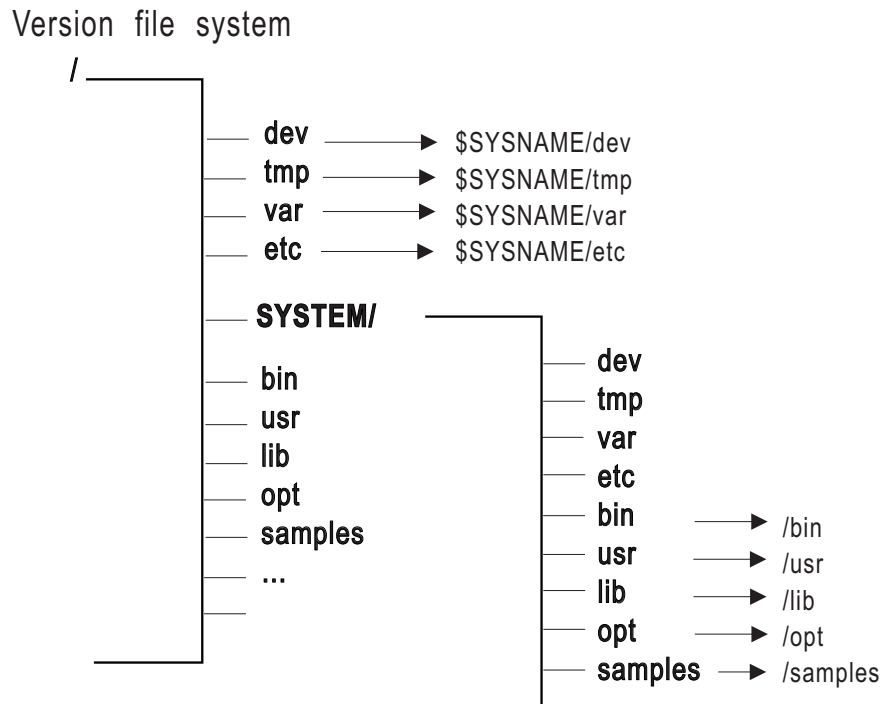 Version file system
/
dev $SYSNAME/dev
tmp $SYSNAME/tmp
var $SYSNAME/var
etc $SYSNAME/etc
SYSTEM/
bin
usr
lib
opt
samples
...
dev
tmp
var
etc
bin /bin
usr /usr
lib /lib
opt /opt
samples /samples